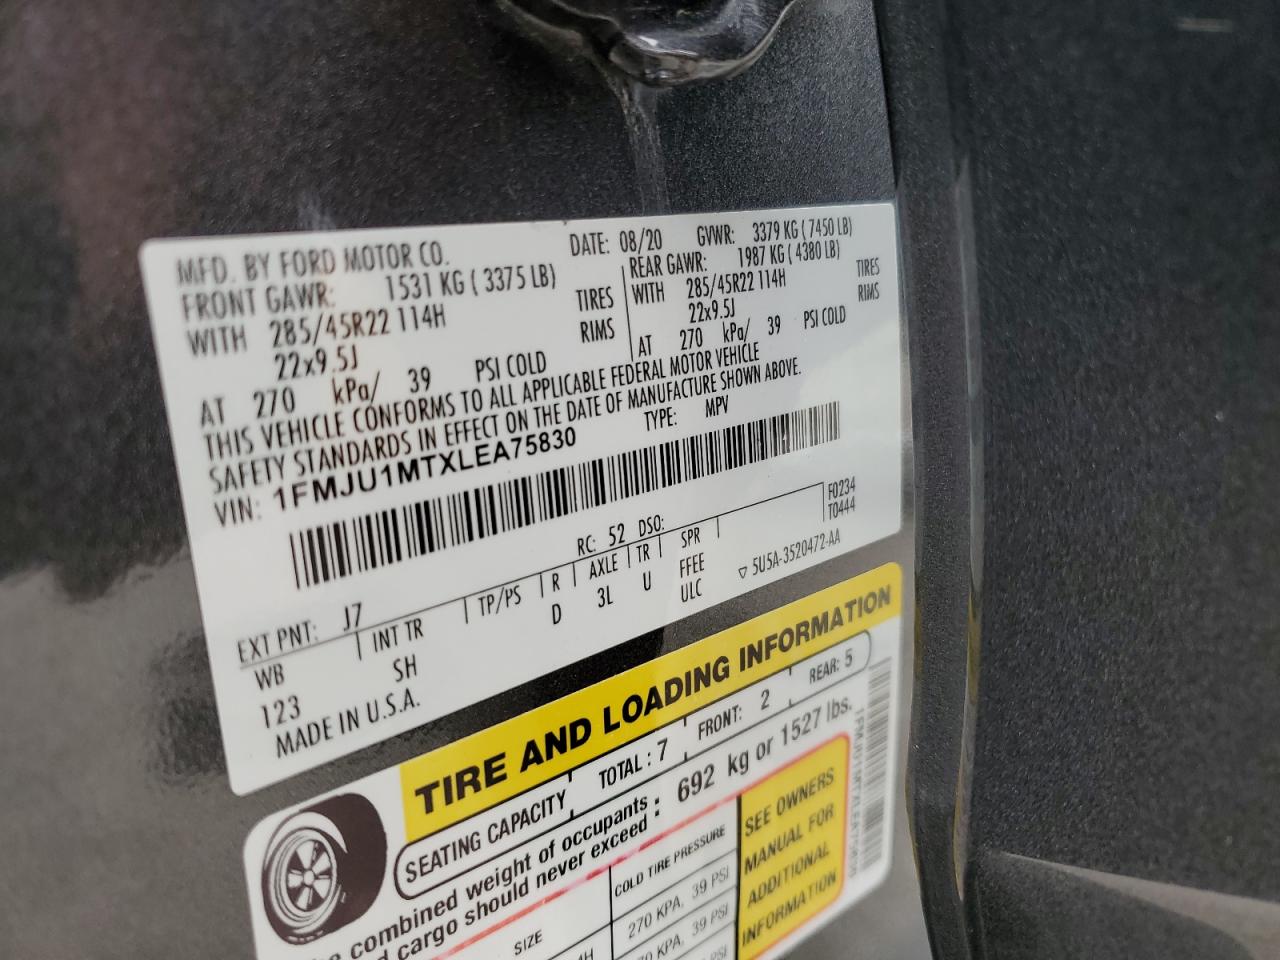 MFD. BY FORD MOTOR CO. DATE: 08/20 GVWR: 3379 KG ( 7450 LB)
FRONT GAWR: 1531 KG ( 3375 LB) REAR GAWR: 1987 KG ( 4380 LB)
WITH 285/45R22 114H TIRES WITH 285/45R22 114H TIRES
22x9.5J RIMS 22x9.5J RIMS
AT 270 kPa/ 39 PSI COLD AT 270 kPa/ 39 PSI COLD
THIS VEHICLE CONFORMS TO ALL APPLICABLE FEDERAL MOTOR VEHICLE
SAFETY STANDARDS IN EFFECT ON THE DATE OF MANUFACTURE SHOWN ABOVE.
VIN: 1FMJU1MTXLEA75830 TYPE: MPV
F0234
T0444
EXT PNT: J7 RC: 52 DSO:
WB INT TR TP/PS R AXLE TR SPR
123 SH D 3L U FFEE
ULC
MADE IN U.S.A. ▽ 5U5A-3520472-AA
TIRE AND LOADING INFORMATION
SEATING CAPACITY TOTAL : 7 FRONT: 2 REAR: 5
combined weight of occupants
cargo should never exceed : 692 kg or 1527 lbs.
SIZE COLD TIRE PRESSURE
270 KPA, 39 PSI
KPA, 39 PSI
PSI
SEE OWNERS
MANUAL FOR
ADDITIONAL
INFORMATION
1FMJU1MTXLEA75830